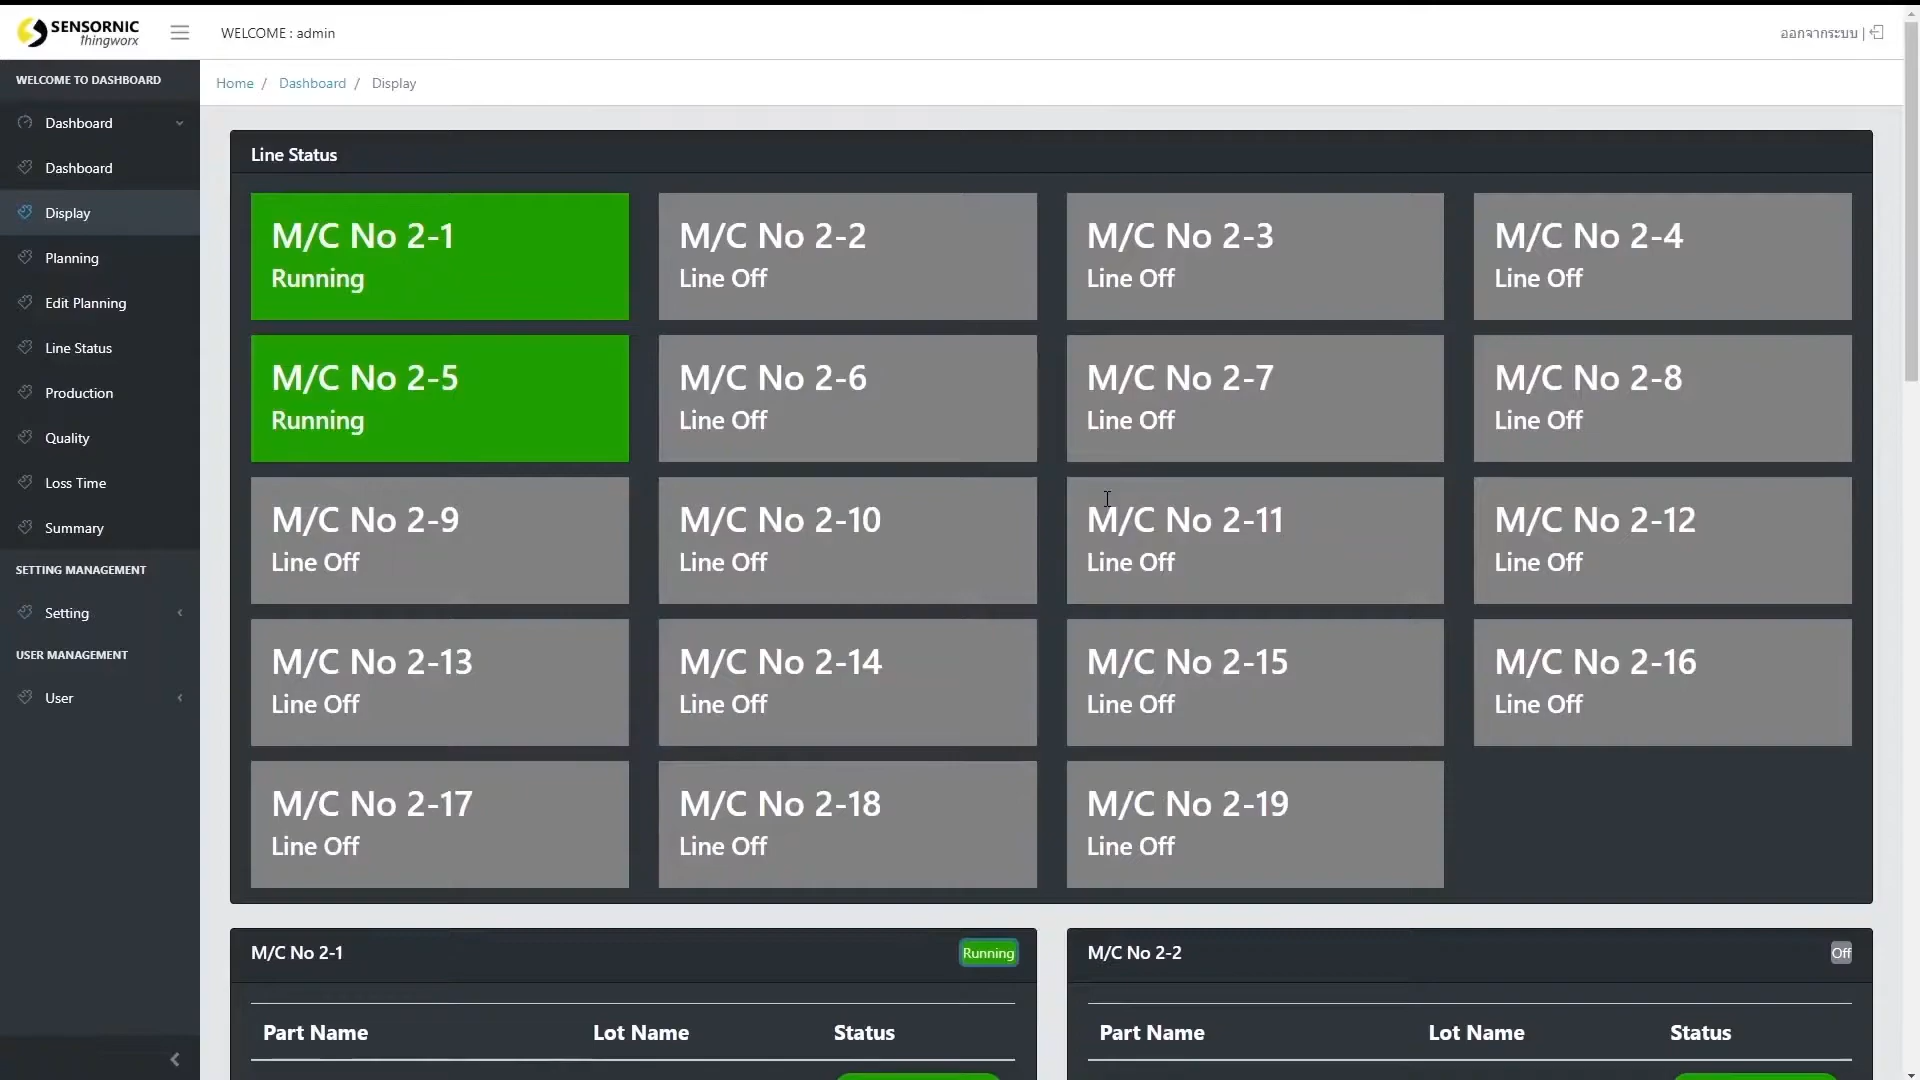 SENSORNIC
Thingworx
WELCOME : admin
ออกจากระบบ |
WELCOME TO DASHBOARD
Home / Dashboard / Display
Dashboard
Dashboard
Display
Planning
Edit Planning
Line Status
Production
Quality
Loss Time
Summary
SETTING MANAGEMENT
Setting
USER MANAGEMENT
User
Line Status
M/C No 2-1
Running
M/C No 2-2
Line Off
M/C No 2-3
Line Off
M/C No 2-4
Line Off
M/C No 2-5
Running
M/C No 2-6
Line Off
M/C No 2-7
Line Off
M/C No 2-8
Line Off
M/C No 2-9
Line Off
M/C No 2-10
Line Off
M/C No 2-11
Line Off
M/C No 2-12
Line Off
M/C No 2-13
Line Off
M/C No 2-14
Line Off
M/C No 2-15
Line Off
M/C No 2-16
Line Off
M/C No 2-17
Line Off
M/C No 2-18
Line Off
M/C No 2-19
Line Off
M/C No 2-1 Running
Part Name Lot Name Status
M/C No 2-2 Off
Part Name Lot Name Status